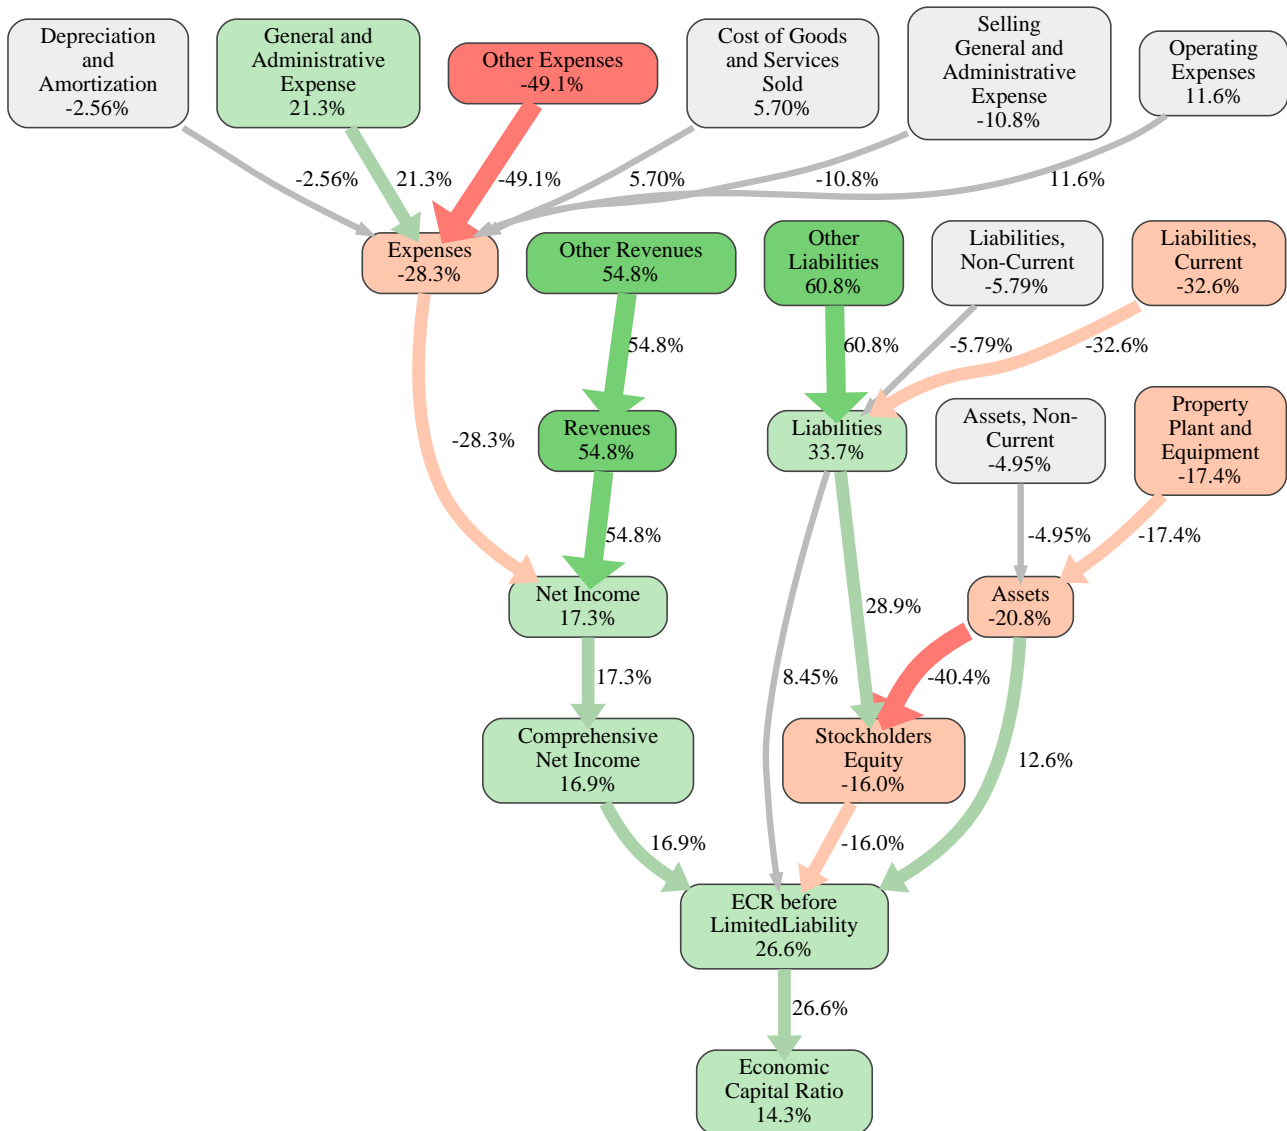 Depreciation
and
Amortization
-2.56%
General and
Administrative
Expense
21.3%
Other Expenses
-49.1%
Cost of Goods
and Services
Sold
5.70%
Selling
General and
Administrative
Expense
-10.8%
Operating
Expenses
11.6%
-2.56%
21.3%
-49.1%
5.70%
-10.8%
11.6%
Expenses
-28.3%
Other Revenues
54.8%
Other
Liabilities
60.8%
Liabilities,
Non-Current
-5.79%
Liabilities,
Current
-32.6%
54.8%
60.8%
-5.79%
-32.6%
-28.3%
Revenues
54.8%
Liabilities
33.7%
Assets, Non-
Current
-4.95%
Property
Plant and
Equipment
-17.4%
54.8%
-4.95%
-17.4%
Net Income
17.3%
28.9%
Assets
-20.8%
17.3%
8.45%
-40.4%
Comprehensive
Net Income
16.9%
Stockholders
Equity
-16.0%
12.6%
16.9%
-16.0%
ECR before
LimitedLiability
26.6%
26.6%
Economic
Capital Ratio
14.3%